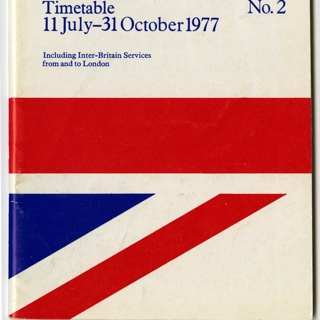 Timetable No. 2
11 July–31 October 1977
Including Inter-Britain Services
from and to London